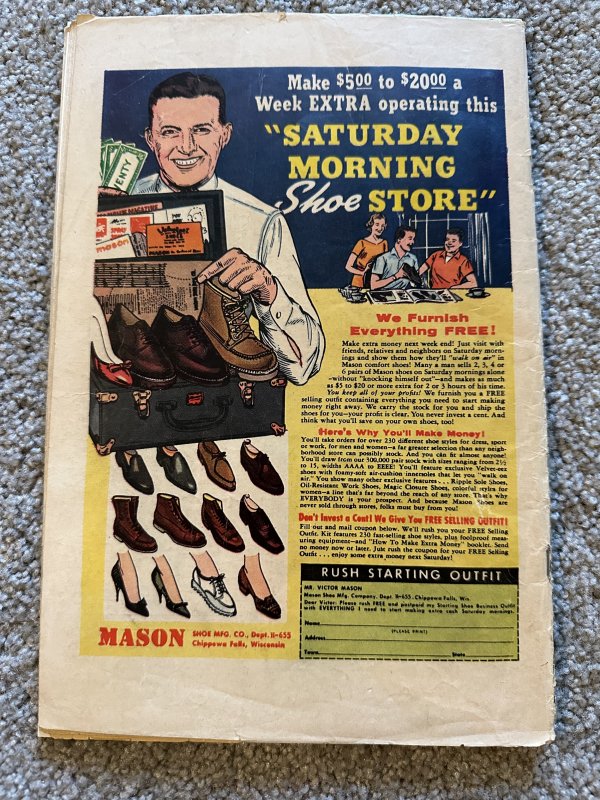 Make $5.00 to $20.00 a
Week EXTRA operating this
"SATURDAY
MORNING
Shoe STORE"
TWENTY
MAGAZINE
mason
We Furnish
Everything FREE!
Make extra money next week end! Just visit with
friends, relatives and neighbors on Saturday morn-
ings and show them how they'll "walk on air" in
Mason comfort shoes! Many a man sells 2, 3, 4 or
6 pairs of Mason shoes on Saturday mornings alone
-without "knocking himself out"-and makes as much
as $5 to $20 or more extra for 2 or 3 hours of his time.
You keep all of your profits! We furnish you a FREE
selling outfit containing everything you need to start making
money right away. We carry the stock for you and ship the
shoes for you-your profit is clear. You never invest a cent. And
think what you'll save on your own shoes, too!
Here's Why You'll Make Money!
You'll take orders for over 230 different shoe styles for dress, sport
or work, for men and women-a far greater selection than any neigh-
borhood store can possibly stock. And you can fit almost anyone!
You'll draw from our 300,000 pair stock with sizes ranging from 2½
to 15, widths AAAA to EEEE! You'll feature exclusive Velvet-eez
shoes with foamy-soft air-cushion innersoles that let you "walk on
air." You show many other exclusive features . . . Ripple Sole Shoes,
Oil-Resistant Work Shoes, Magic Closure Shoes, colorful styles for
women-a line that's far beyond the reach of any store. That's why
EVERYBODY is your prospect. And because Mason Shoes are
never sold through stores, folks must buy from you!
Don't Invest a Cent! We Give You FREE SELLING OUTFIT!
Fill out and mail coupon below. We'll rush you your FREE Selling
Outfit. Kit features 230 fast-selling shoe styles, plus foolproof meas-
uring equipment-and "How To Make Extra Money" booklet. Send
no money now or later. Just rush the coupon for your FREE Selling
Outfit . . . enjoy some extra money next Saturday!
RUSH STARTING OUTFIT
MR. VICTOR MASON
Mason Shoe Mfg. Company, Dept. H-655, Chippewa Falls, Wis.
Dear Victor: Please rush FREE and postpaid my Starting Shoe Business Outfit
with EVERYTHING I need to start making extra cash Saturday mornings.
Name
(PLEASE PRINT)
Address
Town State
MASON SHOE MFG. CO., Dept. H-655
Chippewa Falls, Wisconsin